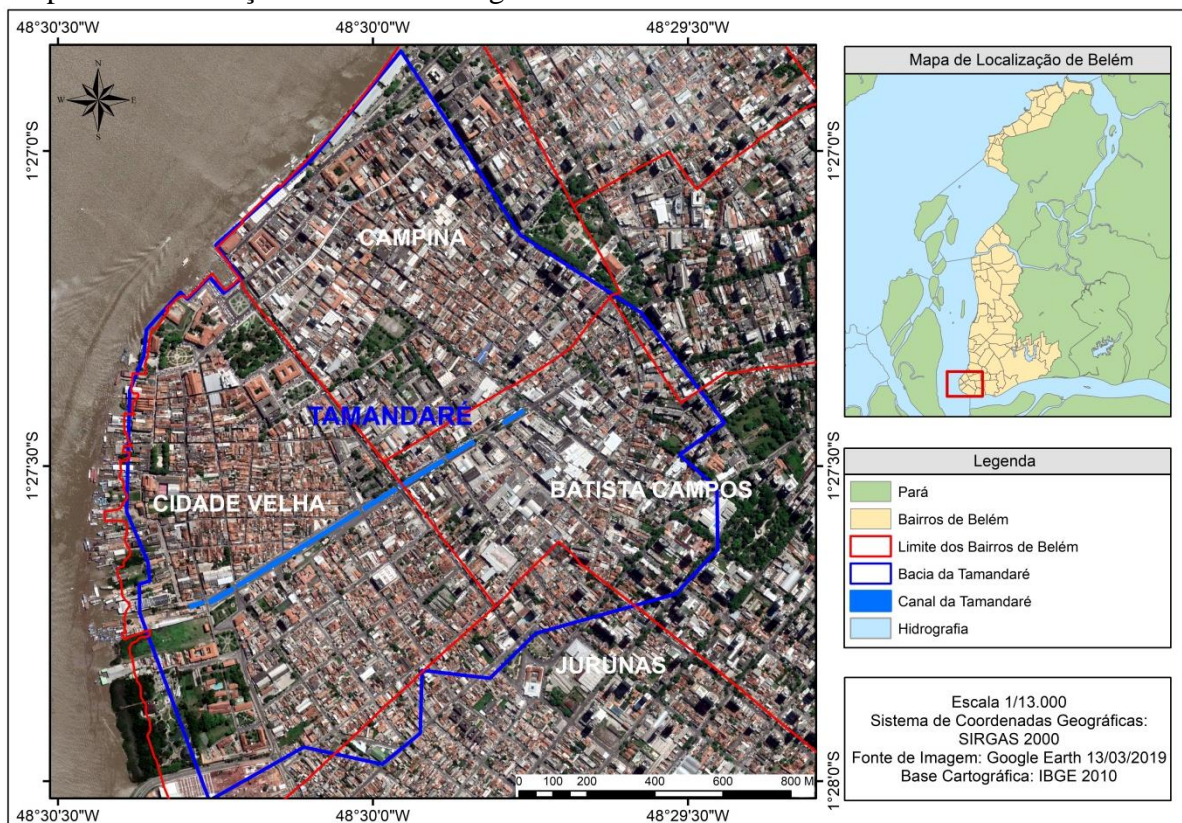 48°30'30"W
48°30'0"W
48°29'30"W
1°27'0"S
1°27'30"S
1°28'0"S
N
W
E
S
CAMPINA
TAMANDARÉ
CIDADE VELHA
BATISTA CAMPOS
JURUNAS
0 100 200 400 600 800 M
48°30'30"W
48°30'0"W
48°29'30"W
1°27'0"S
1°27'30"S
1°28'0"S
Mapa de Localização de Belém
Legenda
Pará
Bairros de Belém
Limite dos Bairros de Belém
Bacia da Tamandaré
Canal da Tamandaré
Hidrografia
Escala 1/13.000
Sistema de Coordenadas Geográficas:
SIRGAS 2000
Fonte de Imagem: Google Earth 13/03/2019
Base Cartográfica: IBGE 2010